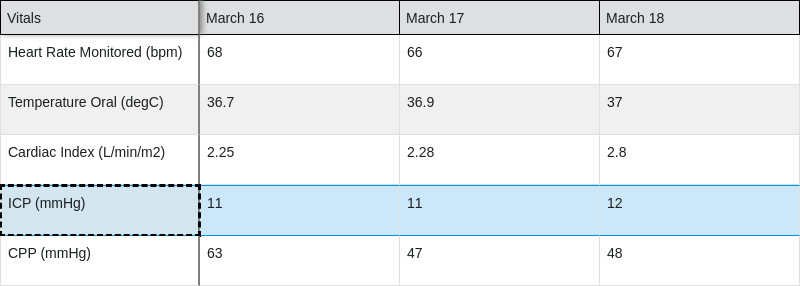 Vitals March 16 March 17 March 18
Heart Rate Monitored (bpm) 68 66 67
Temperature Oral (degC) 36.7 36.9 37
Cardiac Index (L/min/m2) 2.25 2.28 2.8
ICP (mmHg) 11 11 12
CPP (mmHg) 63 47 48